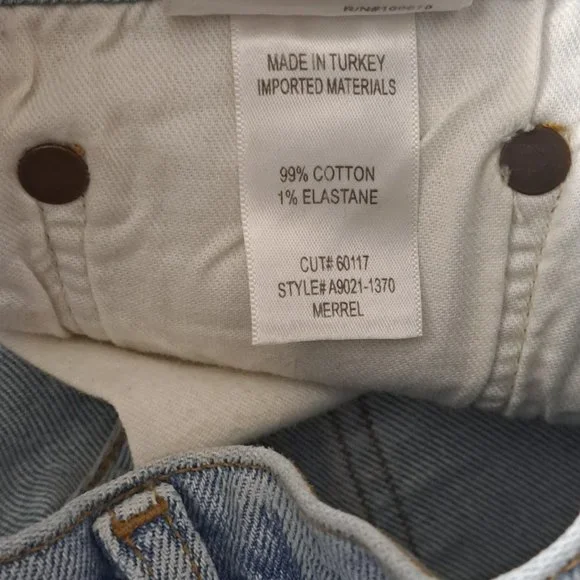 MADE IN TURKEY
IMPORTED MATERIALS
99% COTTON
1% ELASTANE
CUT# 60117
STYLE# A9021-1370
MERREL